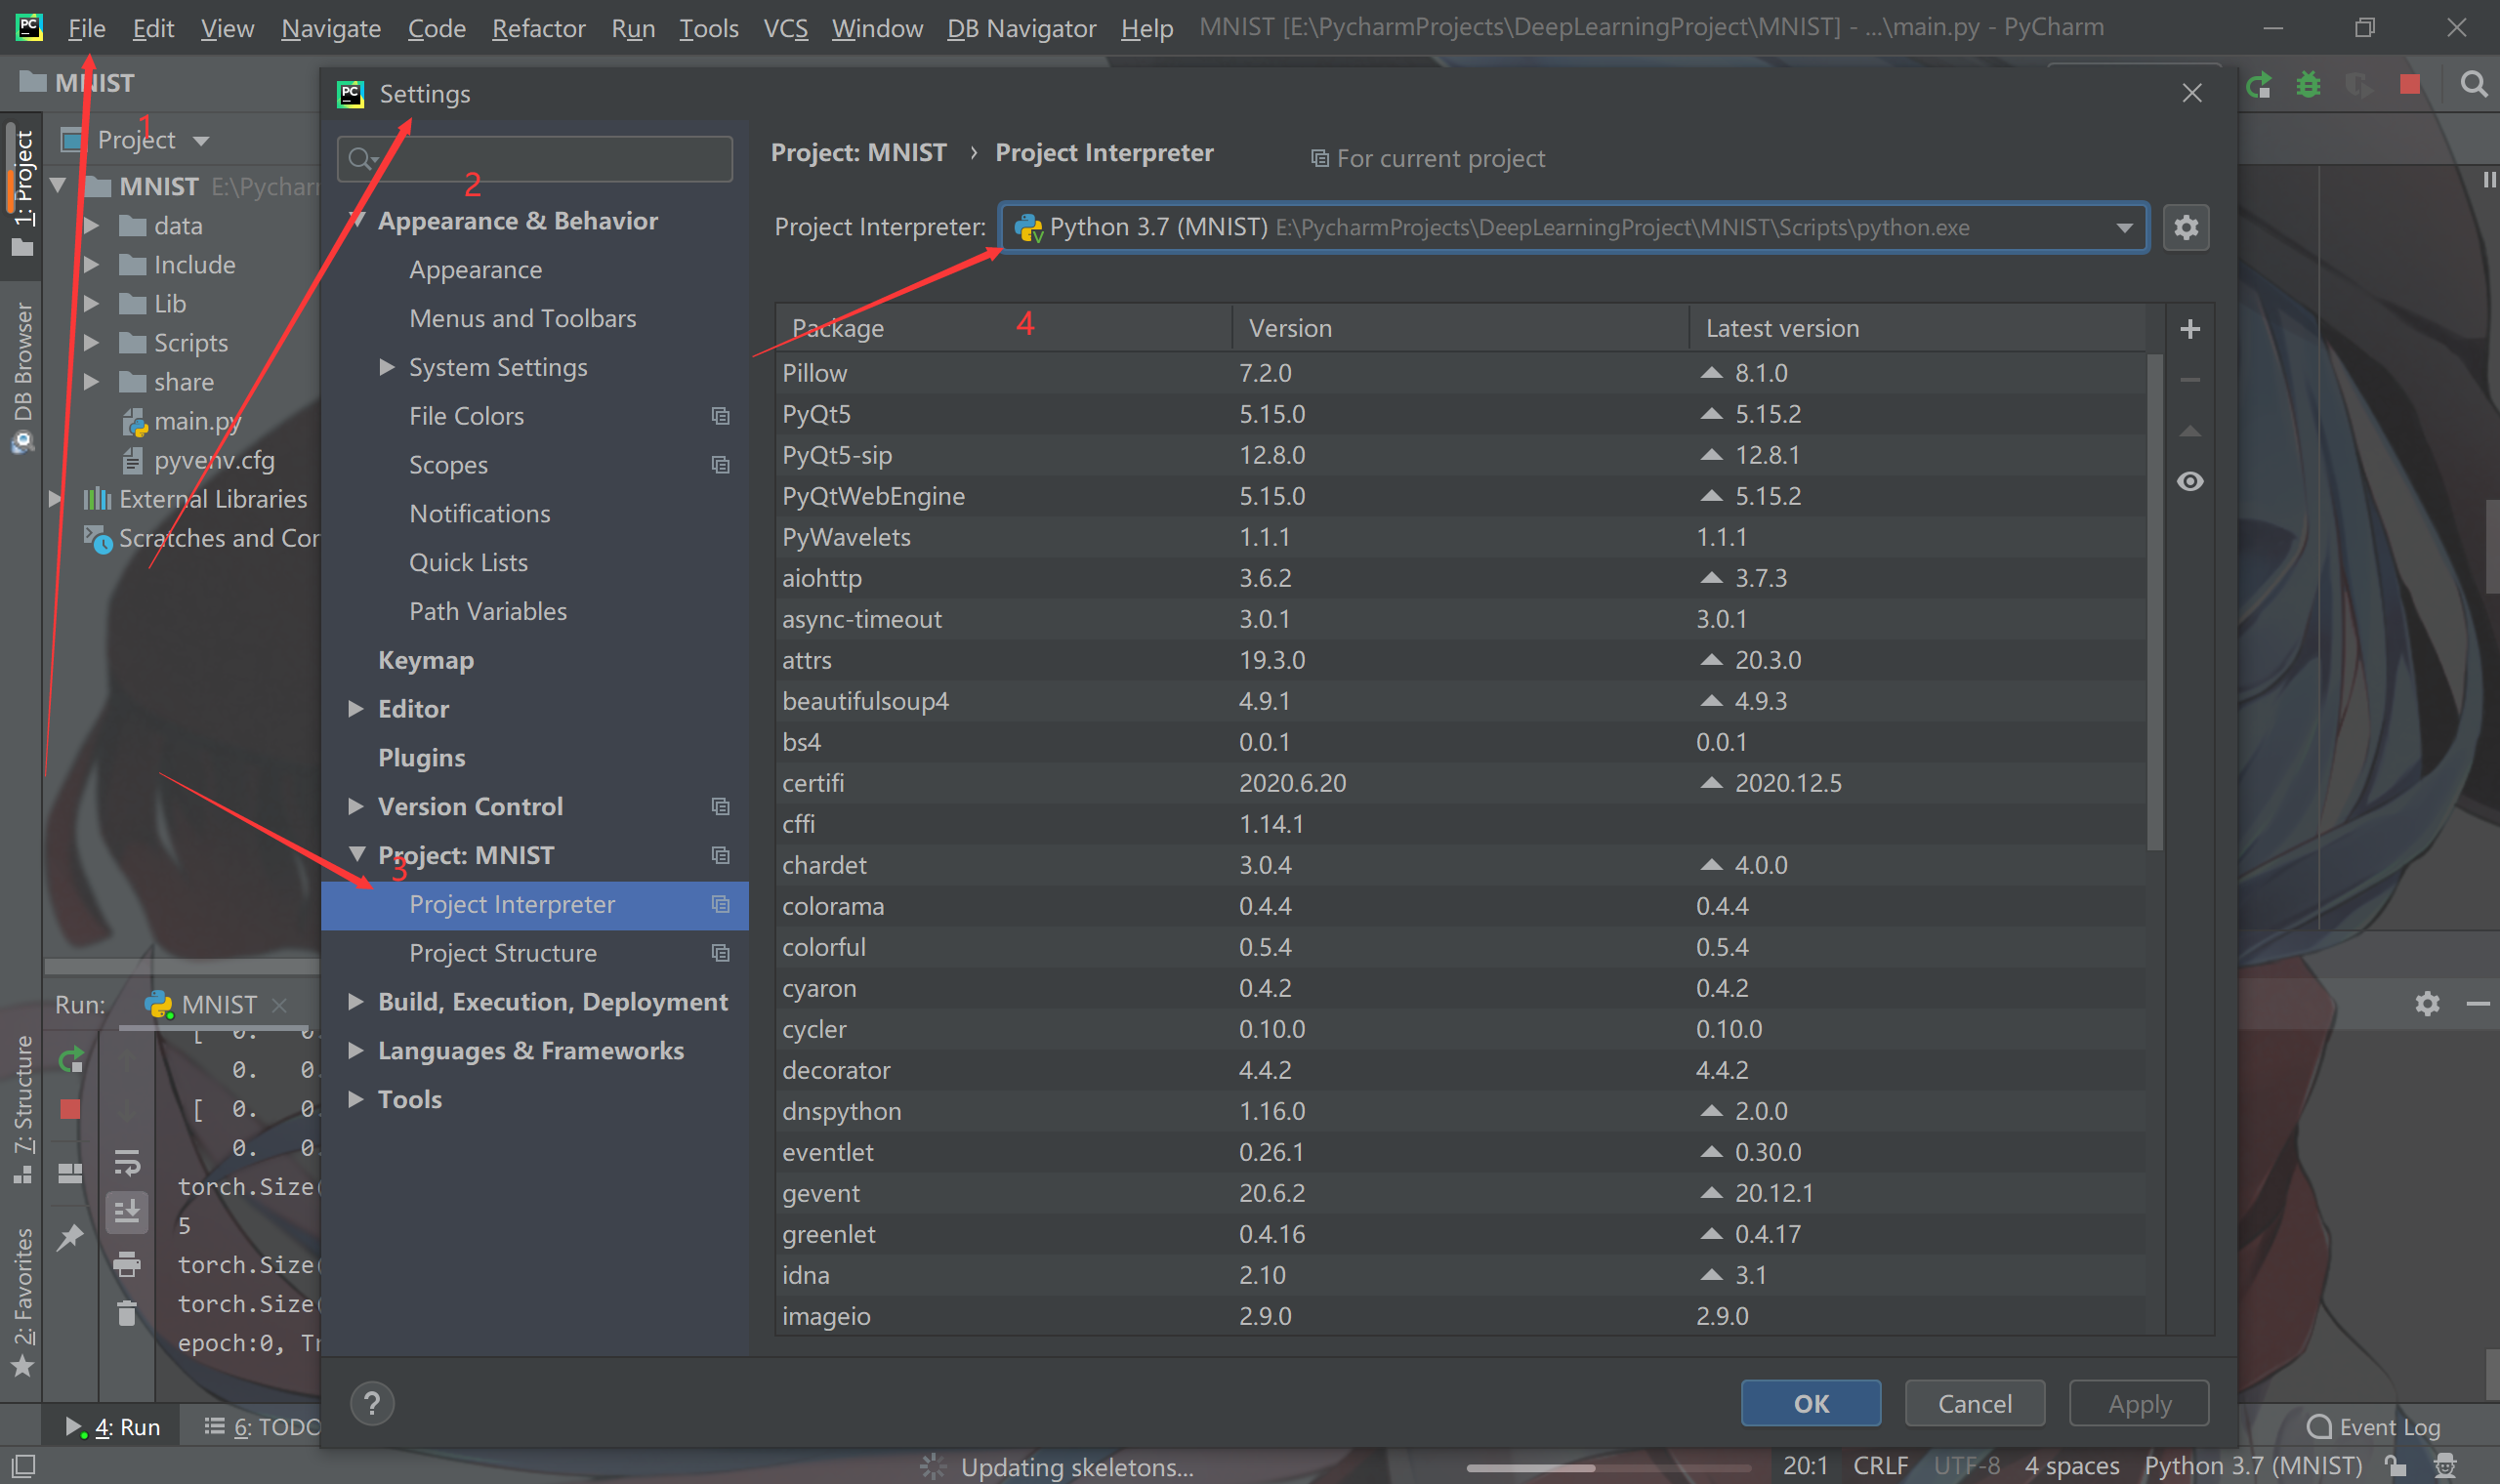 File Edit View Navigate Code Refactor Run Tools VCS Window DB Navigator Help MNIST [E:\PycharmProjects\DeepLearningProject\MNIST] - ...\main.py - PyCharm
MNIST
1: Project
DB Browser
7: Structure
2: Favorites
Project
1
MNIST E:\Pycharm
data
Include
Lib
Scripts
share
main.py
pyvenv.cfg
External Libraries
Scratches and Con
Settings
2
Appearance & Behavior
Appearance
Menus and Toolbars
System Settings
File Colors
Scopes
Notifications
Quick Lists
Path Variables
Keymap
Editor
Plugins
Version Control
Project: MNIST
3
Project Interpreter
Project Structure
Build, Execution, Deployment
Languages & Frameworks
Tools
Project: MNIST › Project Interpreter For current project
Project Interpreter: Python 3.7 (MNIST) E:\PycharmProjects\DeepLearningProject\MNIST\Scripts\python.exe
4
Package Version Latest version
Pillow 7.2.0 8.1.0
PyQt5 5.15.0 5.15.2
PyQt5-sip 12.8.0 12.8.1
PyQtWebEngine 5.15.0 5.15.2
PyWavelets 1.1.1 1.1.1
aiohttp 3.6.2 3.7.3
async-timeout 3.0.1 3.0.1
attrs 19.3.0 20.3.0
beautifulsoup4 4.9.1 4.9.3
bs4 0.0.1 0.0.1
certifi 2020.6.20 2020.12.5
cffi 1.14.1
chardet 3.0.4 4.0.0
colorama 0.4.4 0.4.4
colorful 0.5.4 0.5.4
cyaron 0.4.2 0.4.2
cycler 0.10.0 0.10.0
decorator 4.4.2 4.4.2
dnspython 1.16.0 2.0.0
eventlet 0.26.1 0.30.0
gevent 20.6.2 20.12.1
greenlet 0.4.16 0.4.17
idna 2.10 3.1
imageio 2.9.0 2.9.0
Run: MNIST
[ 0. 0.
0. 0.
[ 0. 0.
0. 0.
torch.Size(
5
torch.Size(
torch.Size(
epoch:0, Tr
? OK Cancel Apply
4: Run 6: TODO Event Log
Updating skeletons... 20:1 CRLF UTF-8 4 spaces Python 3.7 (MNIST)